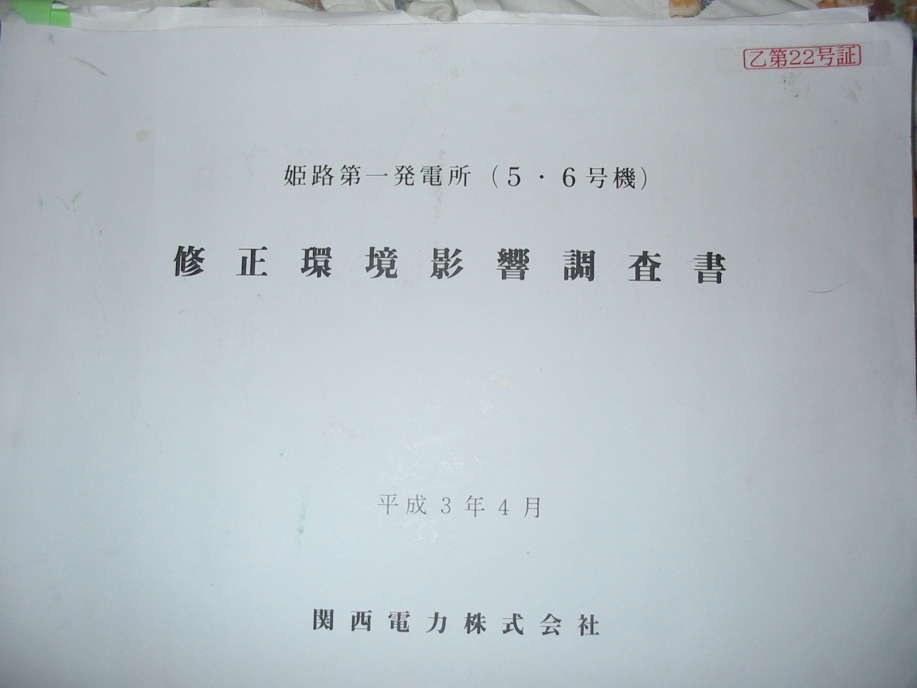 乙第22号証
姫路第一発電所(5・6号機)
修正環境影響調査書
平成3年4月
関西電力株式会社